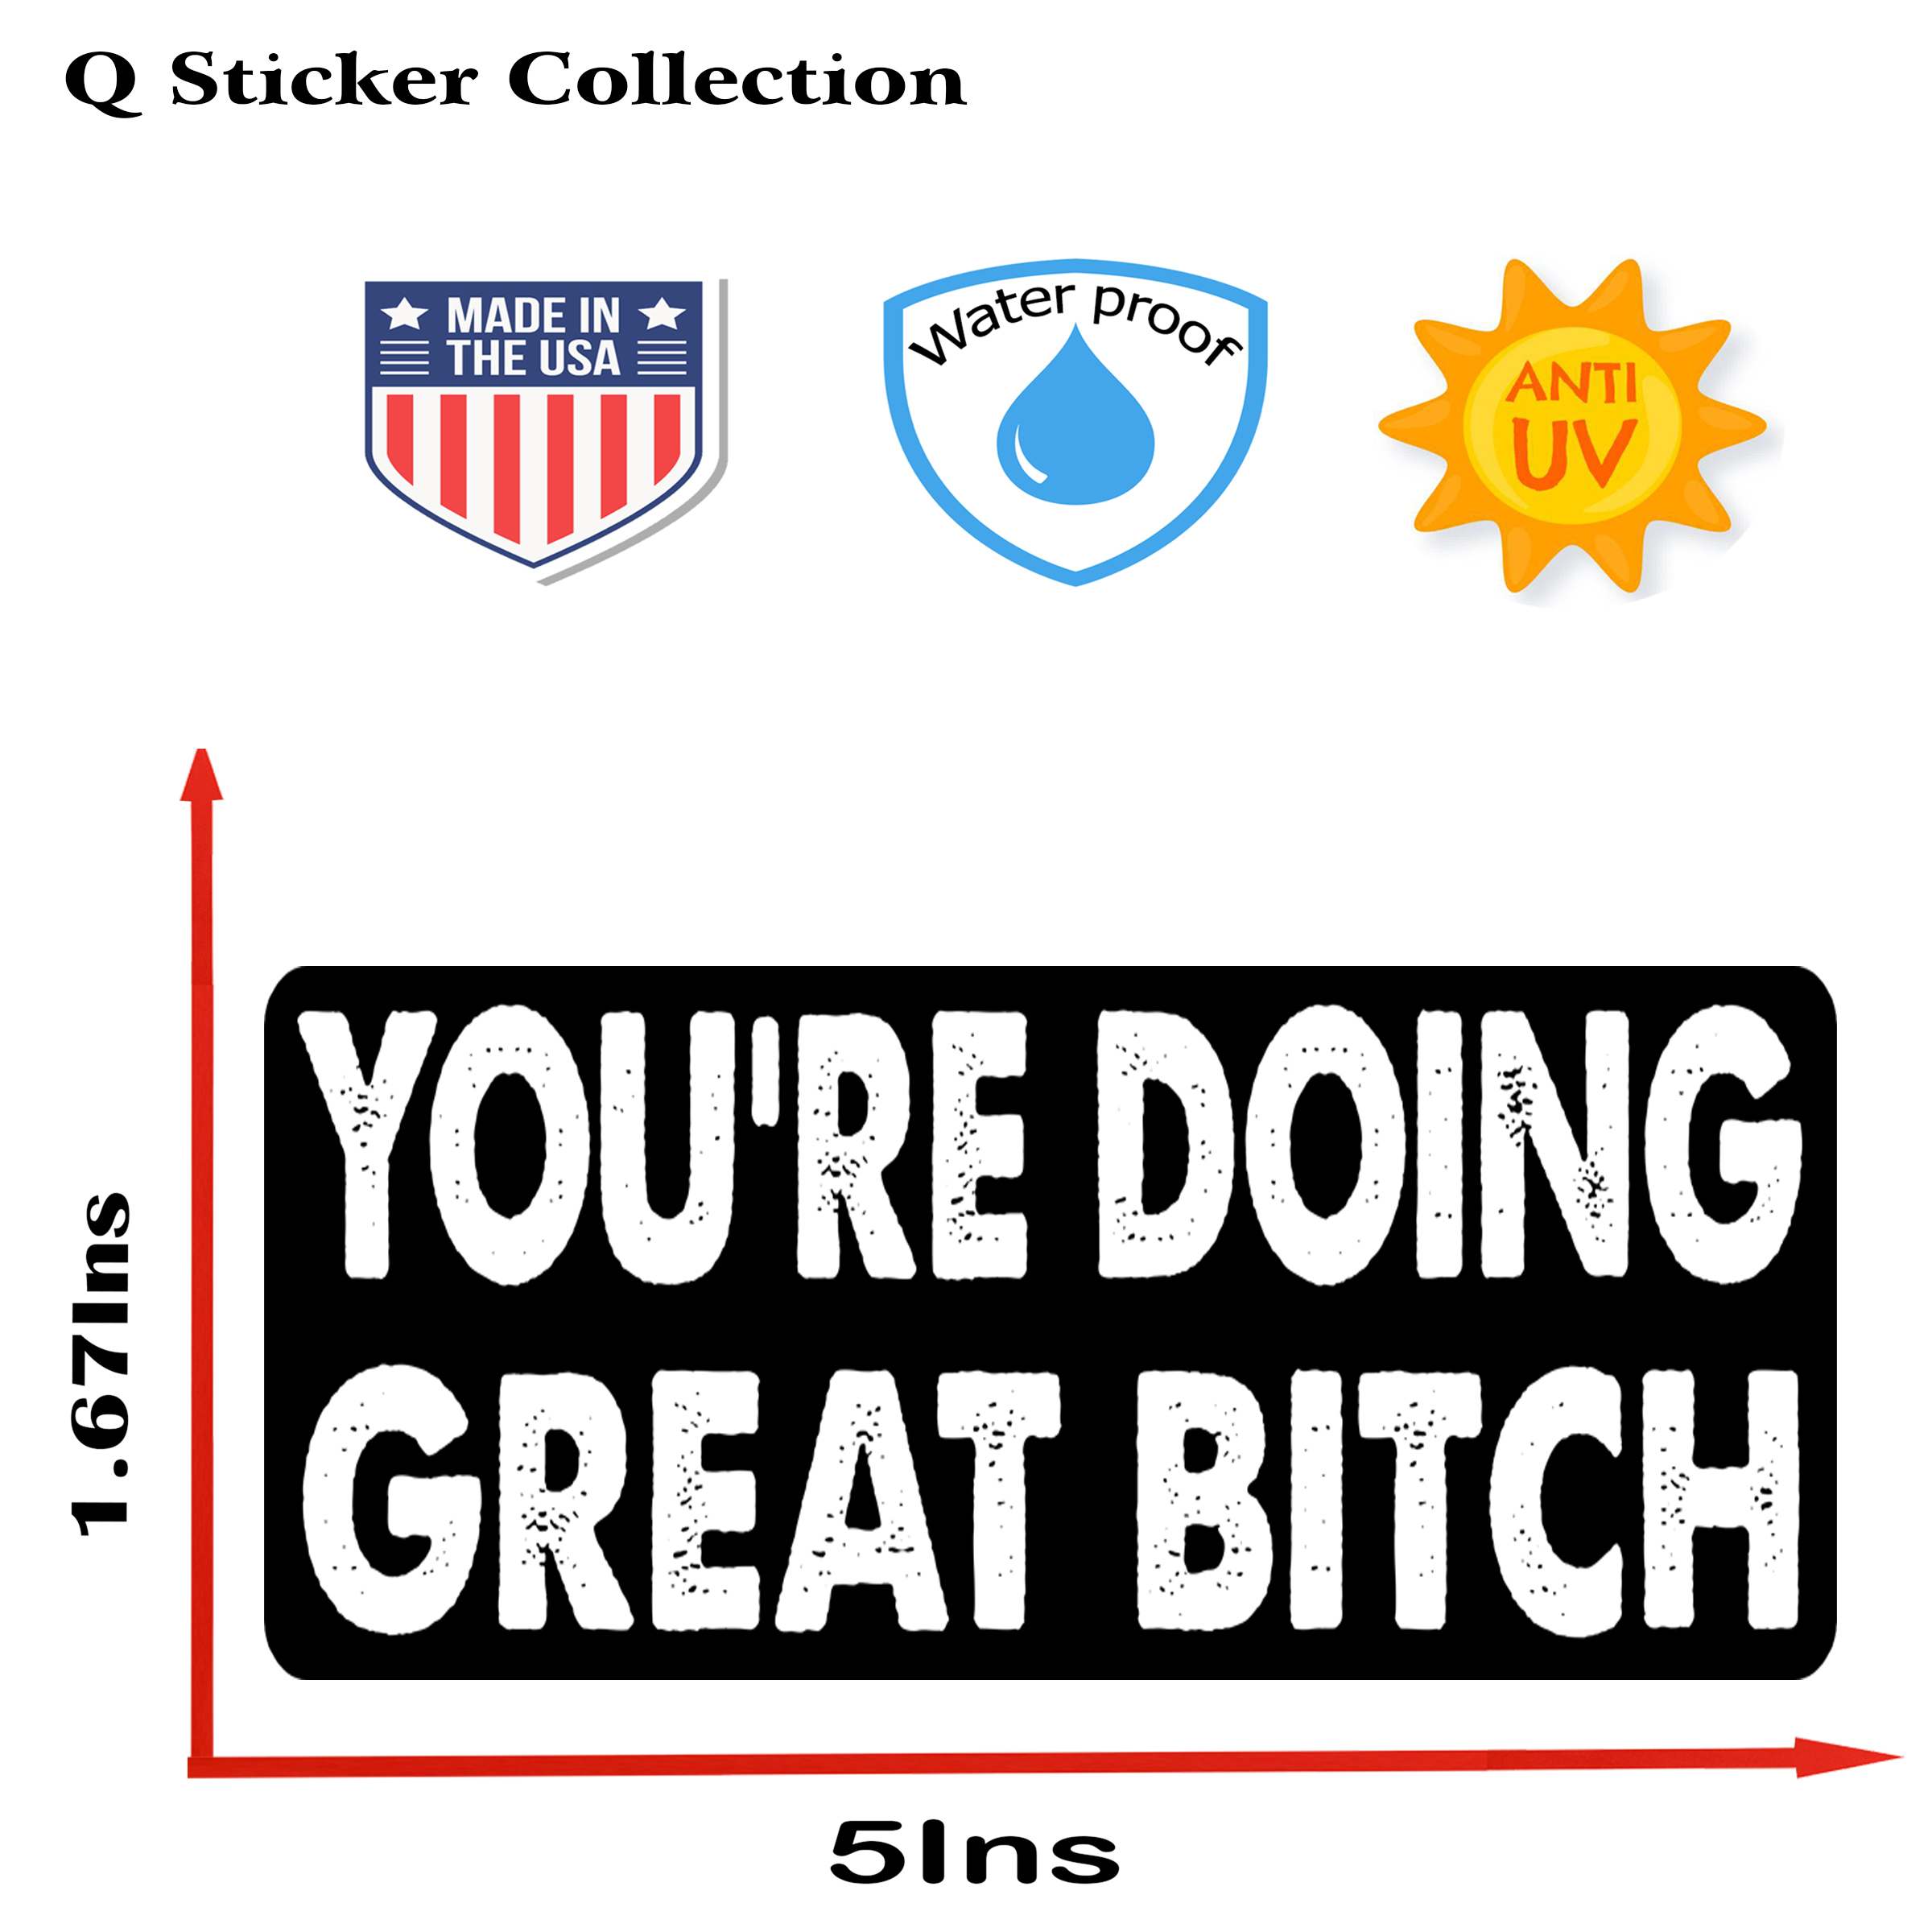 Q Sticker Collection
MADE IN
THE USA
Water proof
ANTI
UV
1.67Ins
YOU'RE DOING
GREAT BITCH
5Ins